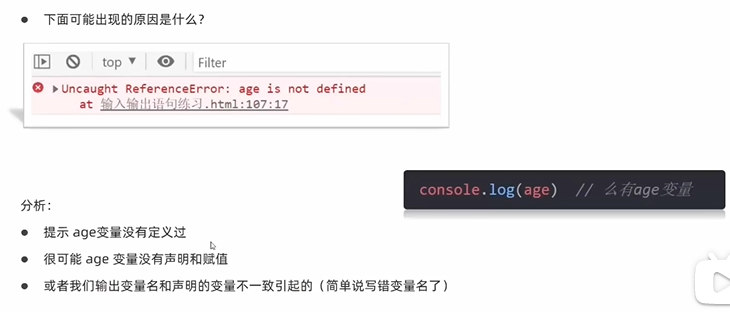 ● 下面可能出现的原因是什么？
top ▼ Filter
▶Uncaught ReferenceError: age is not defined
at 输入输出语句练习.html:107:17
console.log(age) // 么有age变量
分析：
● 提示 age变量没有定义过
● 很可能 age 变量没有声明和赋值
● 或者我们输出变量名和声明的变量不一致引起的（简单说写错变量名了）